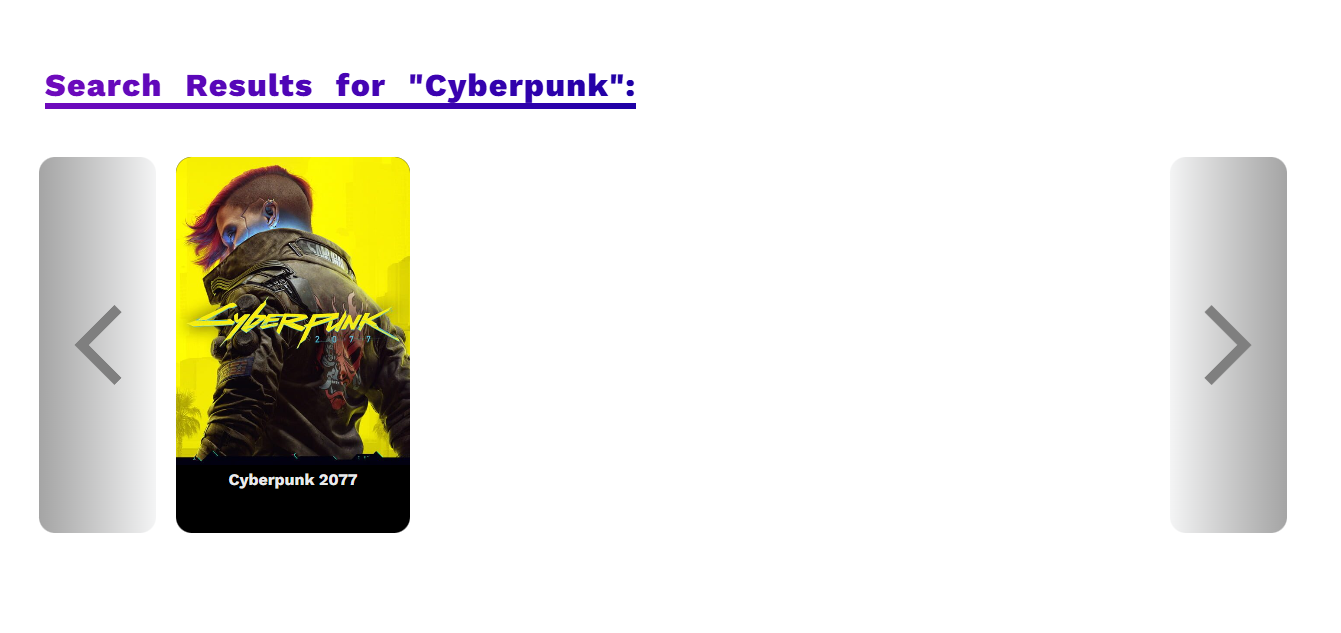 Search Results for "Cyberpunk":
Cyberpunk
2077
Cyberpunk 2077